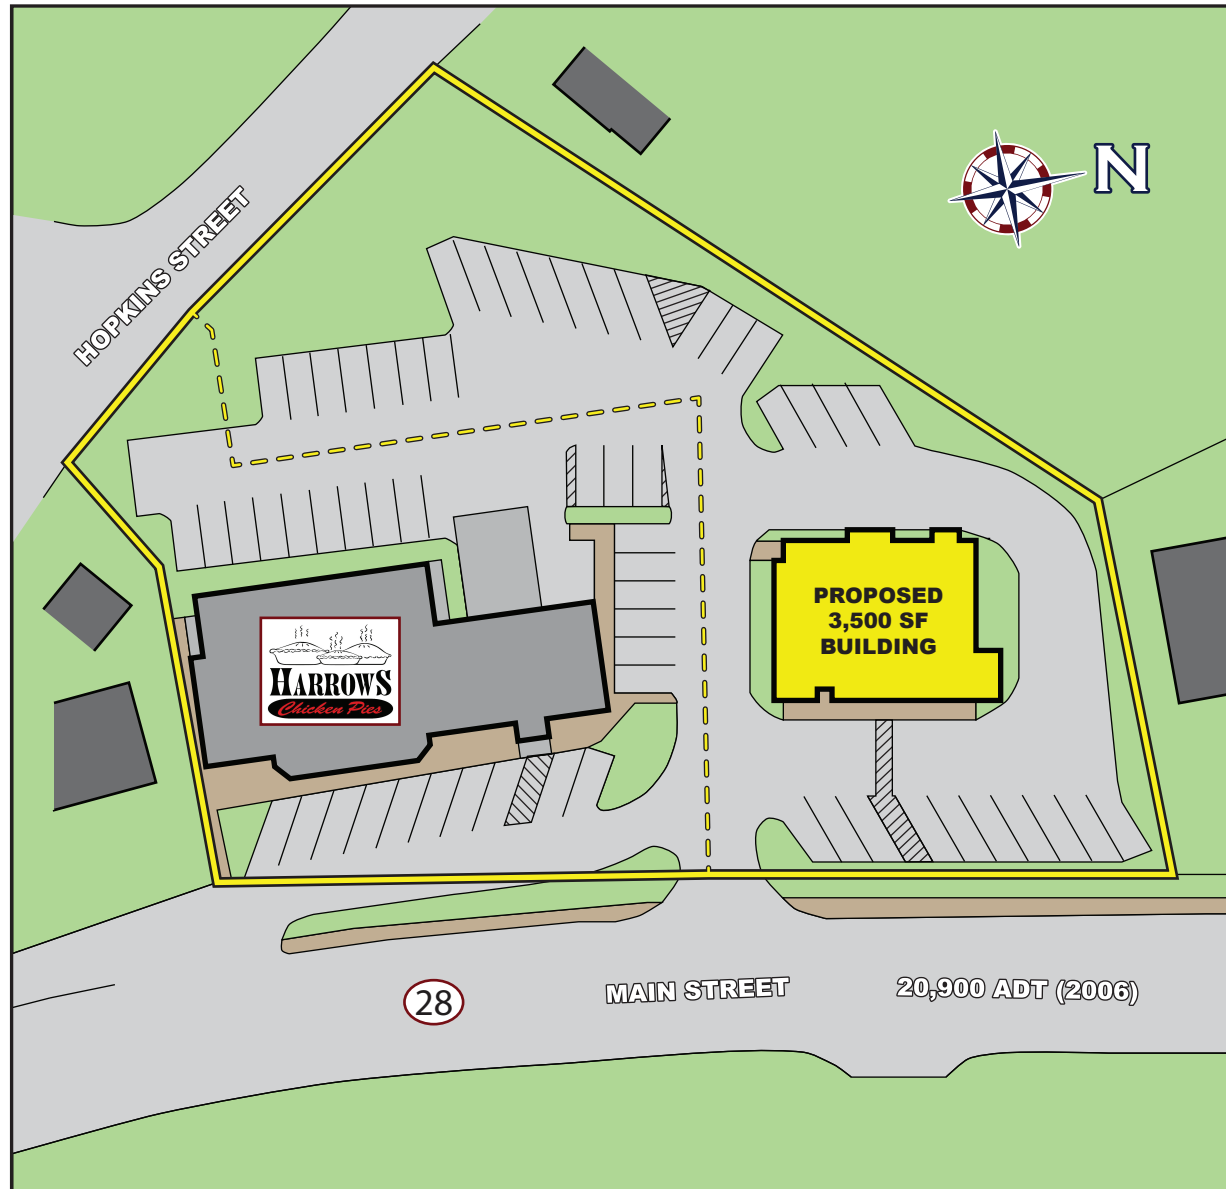 N
HOPKINS STREET
PROPOSED
3,500 SF
BUILDING
HARROWS
Chicken Pies
28
MAIN STREET
20,900 ADT (2006)